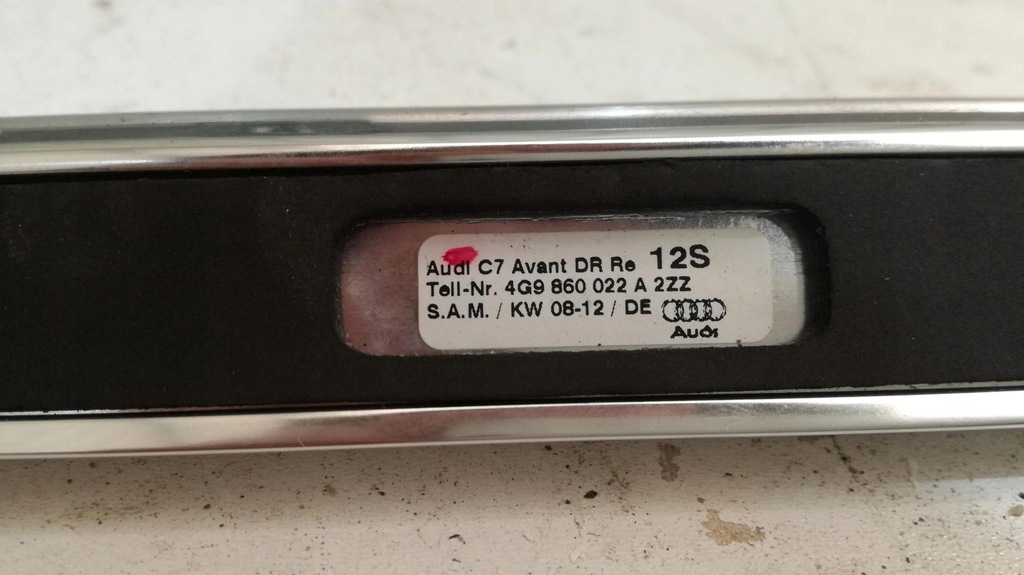 Audi C7 Avant DR Re 12S
Teil-Nr. 4G9 860 022 A 2ZZ
S.A.M. / KW 08-12 / DE
Audi